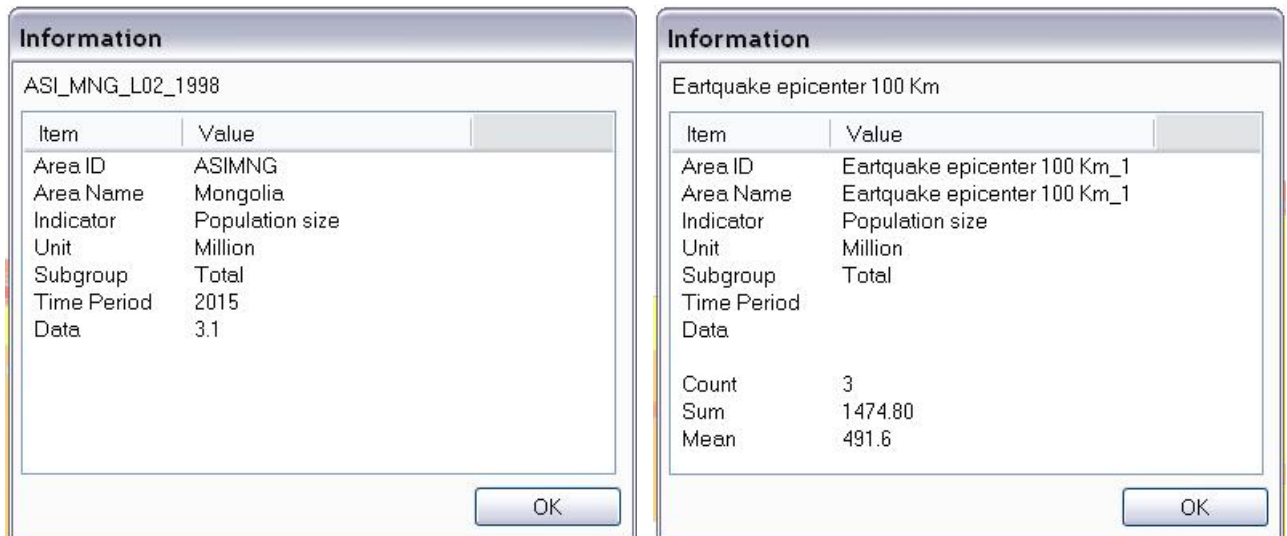 Information
ASI_MNG_L02_1998
Item Value
Area ID ASIMNG
Area Name Mongolia
Indicator Population size
Unit Million
Subgroup Total
Time Period 2015
Data 3.1
OK
Information
Eartquake epicenter 100 Km
Item Value
Area ID Eartquake epicenter 100 Km_1
Area Name Eartquake epicenter 100 Km_1
Indicator Population size
Unit Million
Subgroup Total
Time Period
Data
Count 3
Sum 1474.80
Mean 491.6
OK